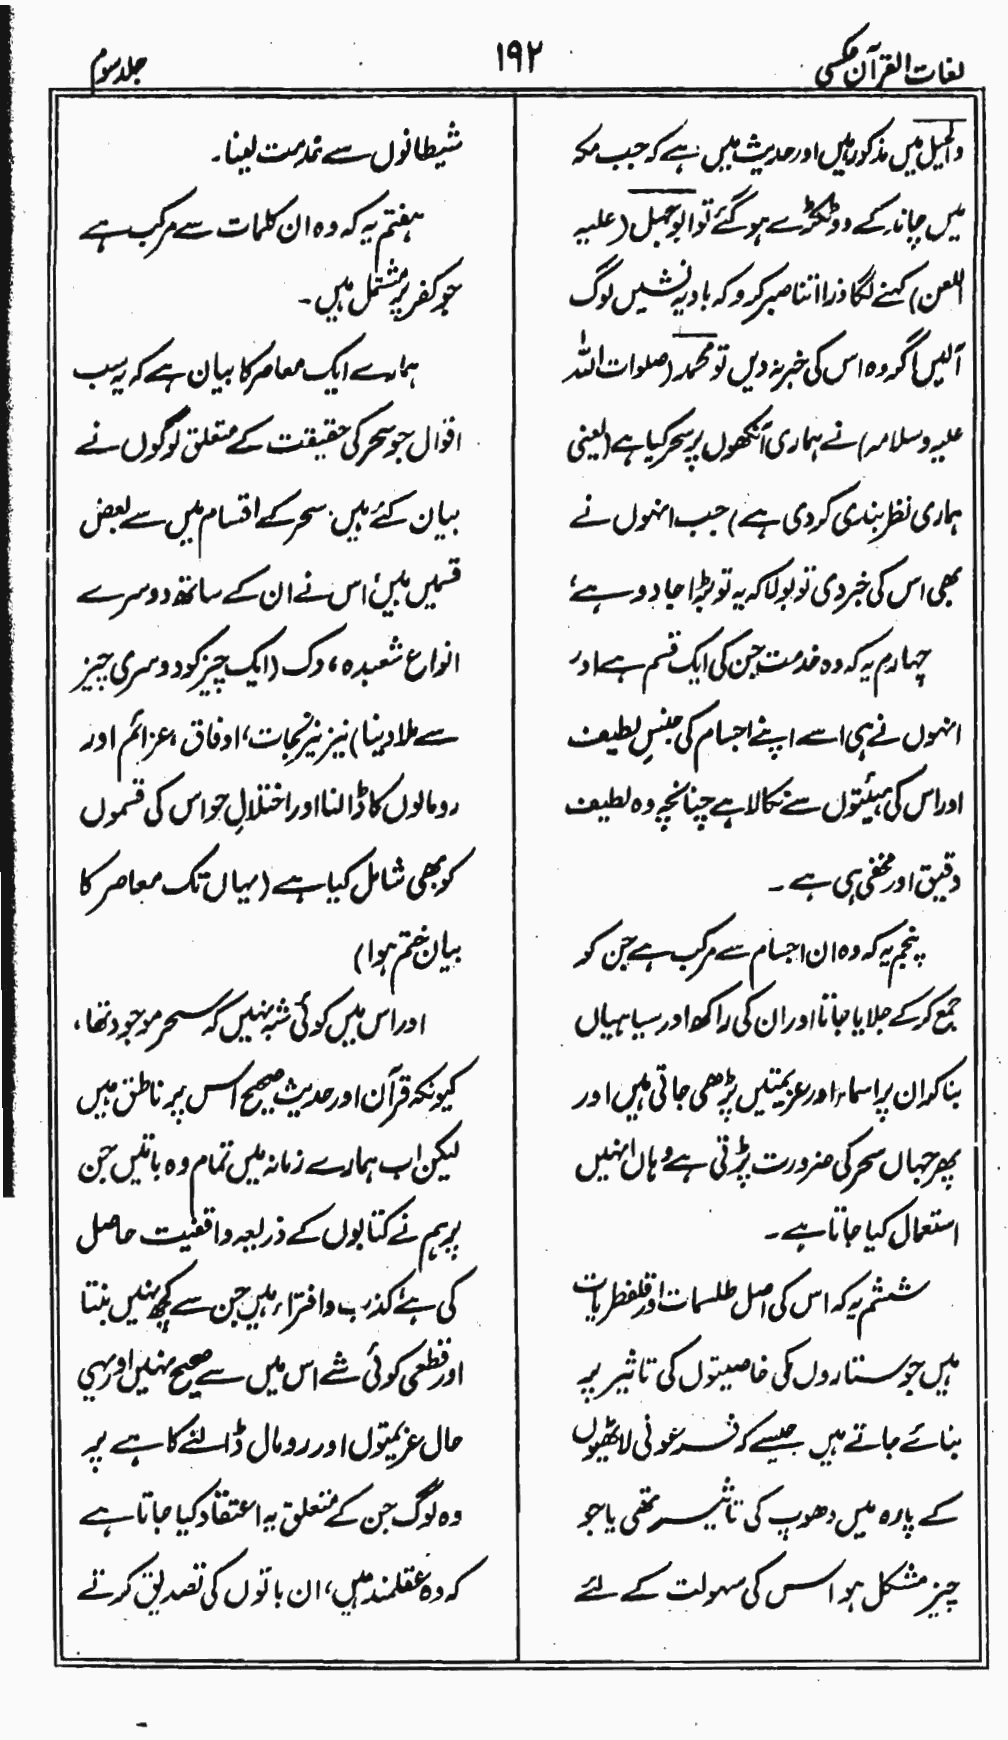 لغات القرآن عکسی
۱۹۲
جلد سوم
والحیل میں مذکور ہیں اور حدیث میں ہے کہ جب مکہ
میں چاند کے دو ٹکڑے ہو گئے تو ابو جہل (علیہ
اللعن) کہنے لگا ذرا اتنا صبر کرو کہ بادیہ نشیں لوگ
آلیں اگر وہ اس کی خبر نہ دیں تو محمد (صلوات اللہ
علیہ وسلامہ) نے ہماری آنکھوں پر سحر کیا ہے (یعنی
ہماری نظر بندی کر دی ہے) جب انہوں نے
بھی اس کی خبر دی تو بولا کہ یہ تو بڑا جادو ہے،
چہارم یہ کہ وہ خدمت جن کی ایک قسم ہے اور
انہوں نے ہی اسے اپنے اجسام کی جنسِ لطیف
اور اس کی ہیئتوں سے نکالا ہے چنانچہ وہ لطیف
دقیق اور مخفی ہی ہے ۔
پنجم یہ کہ وہ ان اجسام سے مرکب ہے جن کو
جمع کر کے جلایا جاتا اور ان کی راکھ اور سیاہیاں
بنا کر ان پر اسماء اور عزیمتیں پڑھی جاتی ہیں اور
پھر جہاں سحر کی ضرورت پڑتی ہے وہاں انہیں
استعمال کیا جاتا ہے ۔
ششم یہ کہ اس کی اصل طلسمات اور قلفطریات
ہیں جو ستاروں کی خاصیتوں کی تاثیر پر
بنائے جاتے ہیں جیسے کہ فرعونی لاٹھیوں
کے پارہ میں دھوپ کی تاثیر تھی یا جو
چیز مشکل ہو اس کی سہولت کے لئے
شیطانوں سے خدمت لینا ۔
ہفتم یہ کہ وہ ان کلمات سے مرکب ہے
جو کفر پر مشتمل ہیں ۔
ہمارے ایک معاصر کا بیان ہے کہ یہ سب
اقوال جو سحر کی حقیقت کے متعلق لوگوں نے
بیان کئے ہیں سحر کے اقسام میں سے بعض
قسمیں ہیں، اس نے ان کے ساتھ دوسرے
انواع شعبدہ، دک (ایک چیز کو دوسری چیز
سے ملا دینا) نیز نیرنجات، اوفاق، عزائم اور
رومالوں کا ڈالنا اور اختلالِ حواس کی قسموں
کو بھی شامل کیا ہے (یہاں تک معاصر کا
بیان ختم ہوا)
اور اس میں کوئی شبہ نہیں کہ سحر موجود تھا،
کیونکہ قرآن اور حدیث صحیح اس پر ناطق ہیں
لیکن اب ہمارے زمانہ میں تمام وہ باتیں جن
پر ہم نے کتابوں کے ذریعہ واقفیت حاصل
کی ہے، کذب وافتراء ہیں جن سے کچھ نہیں بنتا
اور قطعی کوئی شے اس میں سے صحیح نہیں اور یہی
حال عزیمتوں اور رومال ڈالنے کا ہے پر
وہ لوگ جن کے متعلق یہ اعتقاد کیا جاتا ہے
کہ وہ عقلمند ہیں، ان باتوں کی تصدیق کرتے